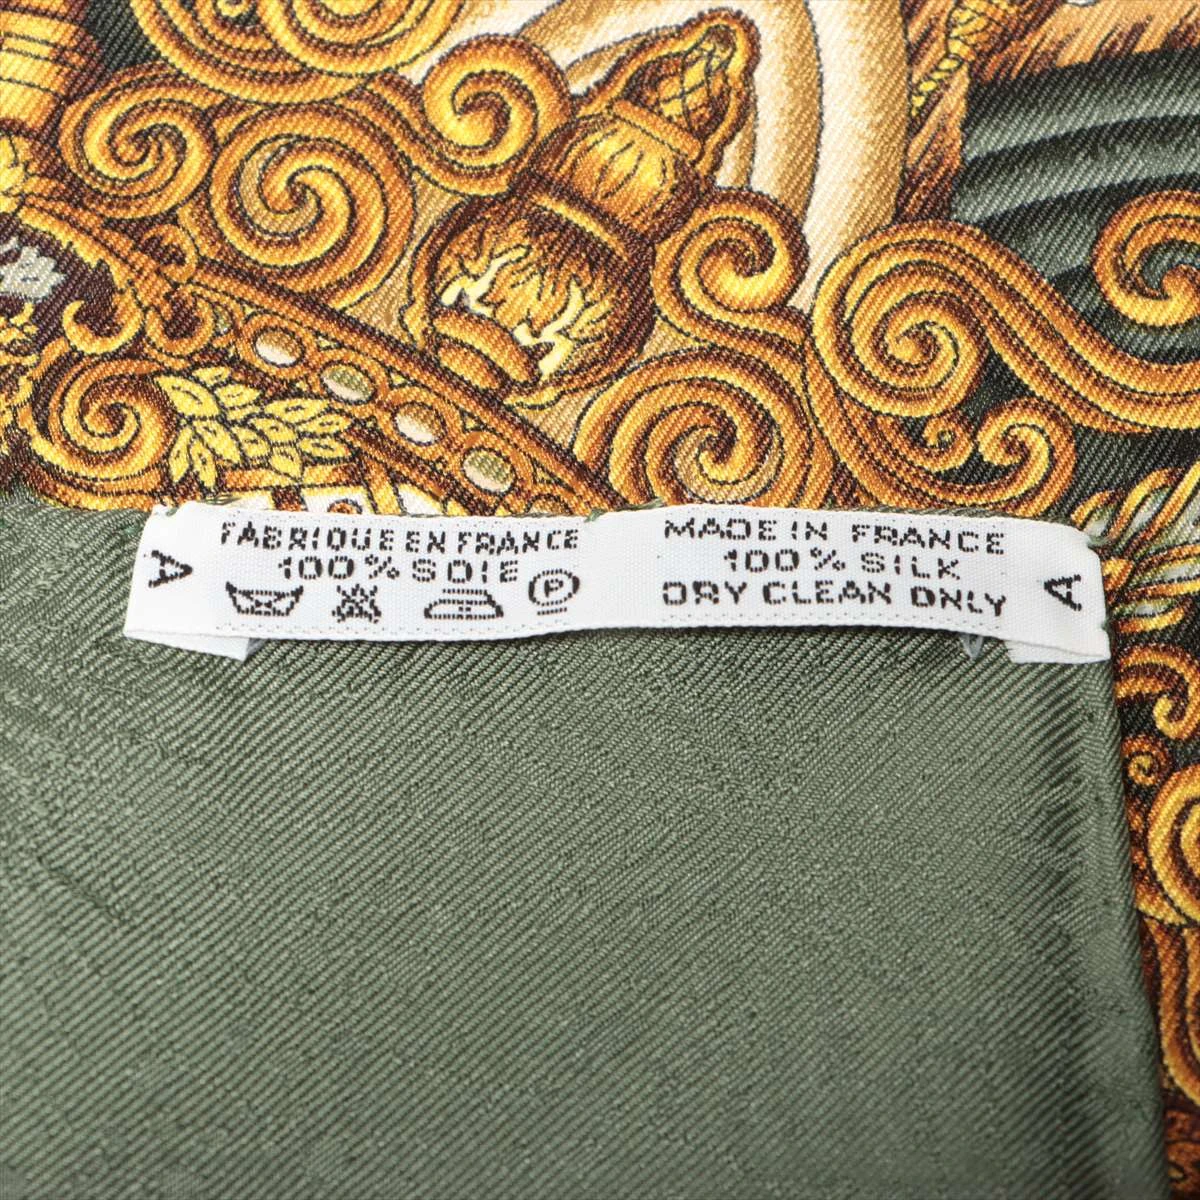 A
FABRIQUE EN FRANCE
100% SOIE
P
MADE IN FRANCE
100% SILK
DRY CLEAN ONLY
A